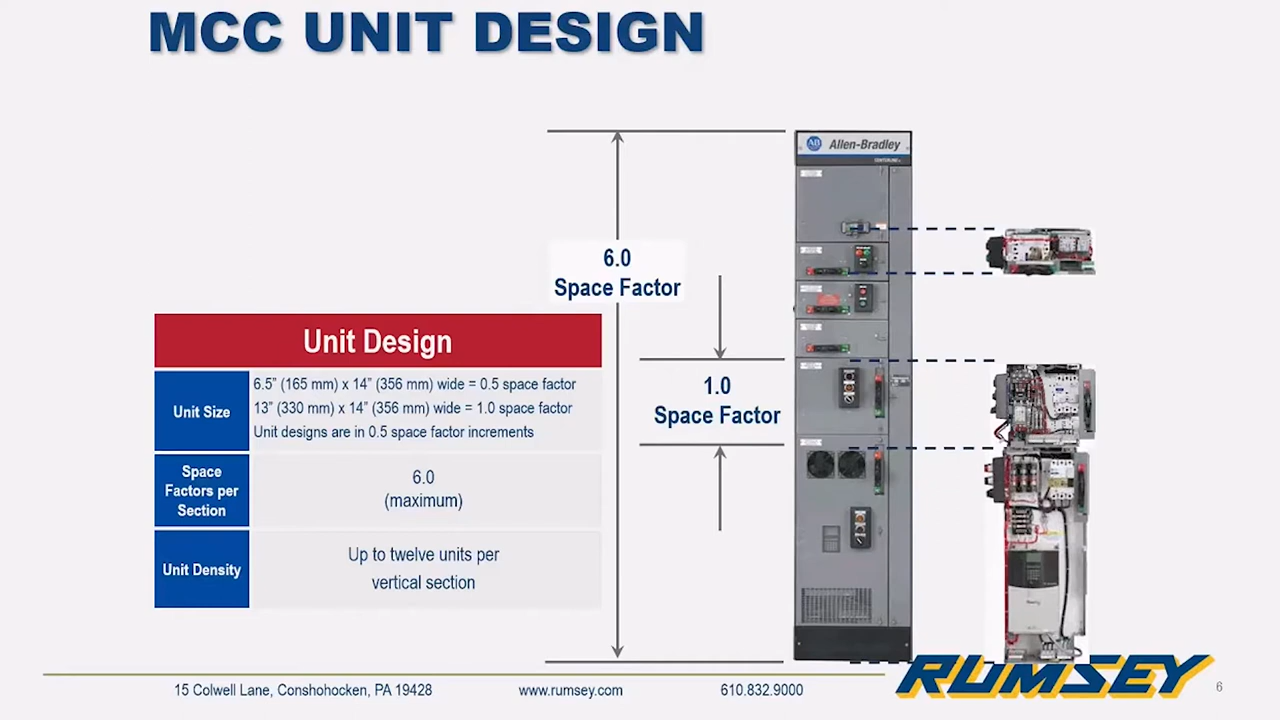 MCC UNIT DESIGN
Allen-Bradley
6.0
Space Factor
1.0
Space Factor
Unit Design
Unit Size
6.5” (165 mm) x 14” (356 mm) wide = 0.5 space factor
13” (330 mm) x 14” (356 mm) wide = 1.0 space factor
Unit designs are in 0.5 space factor increments
Space
Factors per
Section
6.0
(maximum)
Unit Density
Up to twelve units per
vertical section
15 Colwell Lane, Conshohocken, PA 19428
www.rumsey.com
610.832.9000
RUMSEY
6